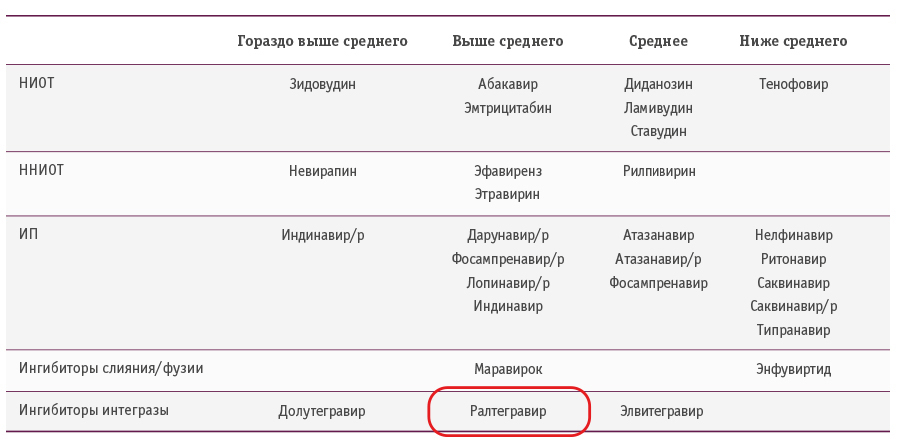 Гораздо выше среднего Выше среднего Среднее Ниже среднего
НИОТ Зидовудин Абакавир Диданозин Тенофовир
Эмтрицитабин Ламивудин
Ставудин
ННИОТ Невирапин Эфавиренз Рилпивирин
Этравирин
ИП Индинавир/р Дарунавир/р Атазанавир Нелфинавир
Фосампренавир/р Атазанавир/р Ритонавир
Лопинавир/р Фосампренавир Саквинавир
Индинавир Саквинавир/р
Типранавир
Ингибиторы слияния/фузии Маравирок Энфувиртид
Ингибиторы интегразы Долутегравир Ралтегравир Элвитегравир